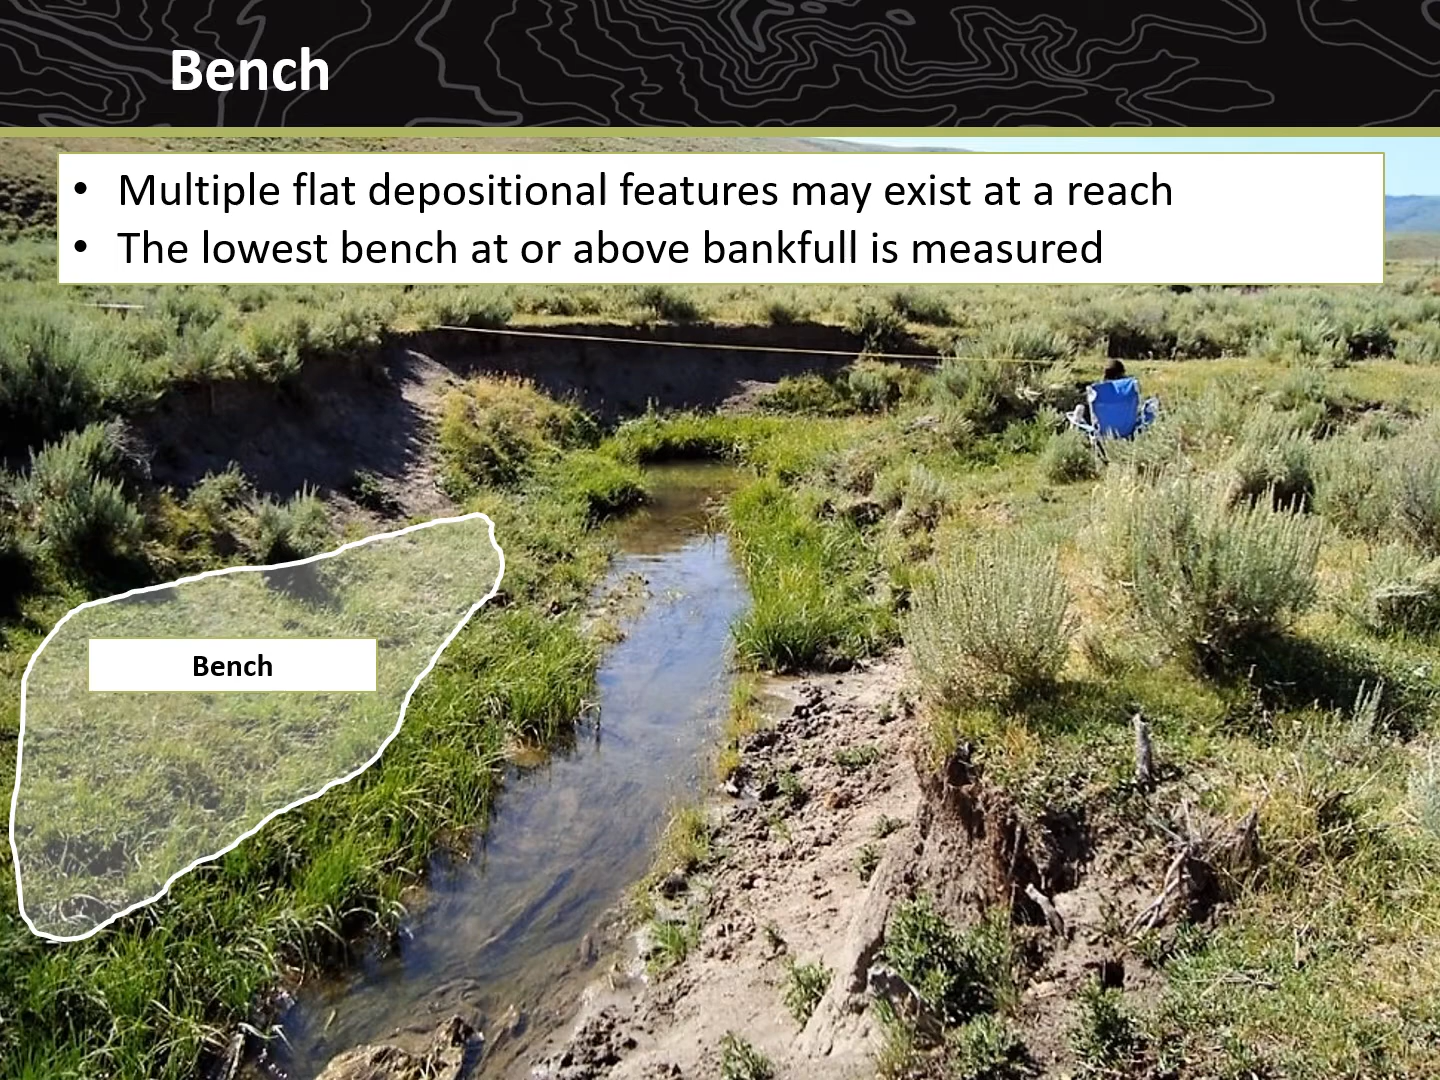 Bench
• Multiple flat depositional features may exist at a reach
• The lowest bench at or above bankfull is measured
Bench